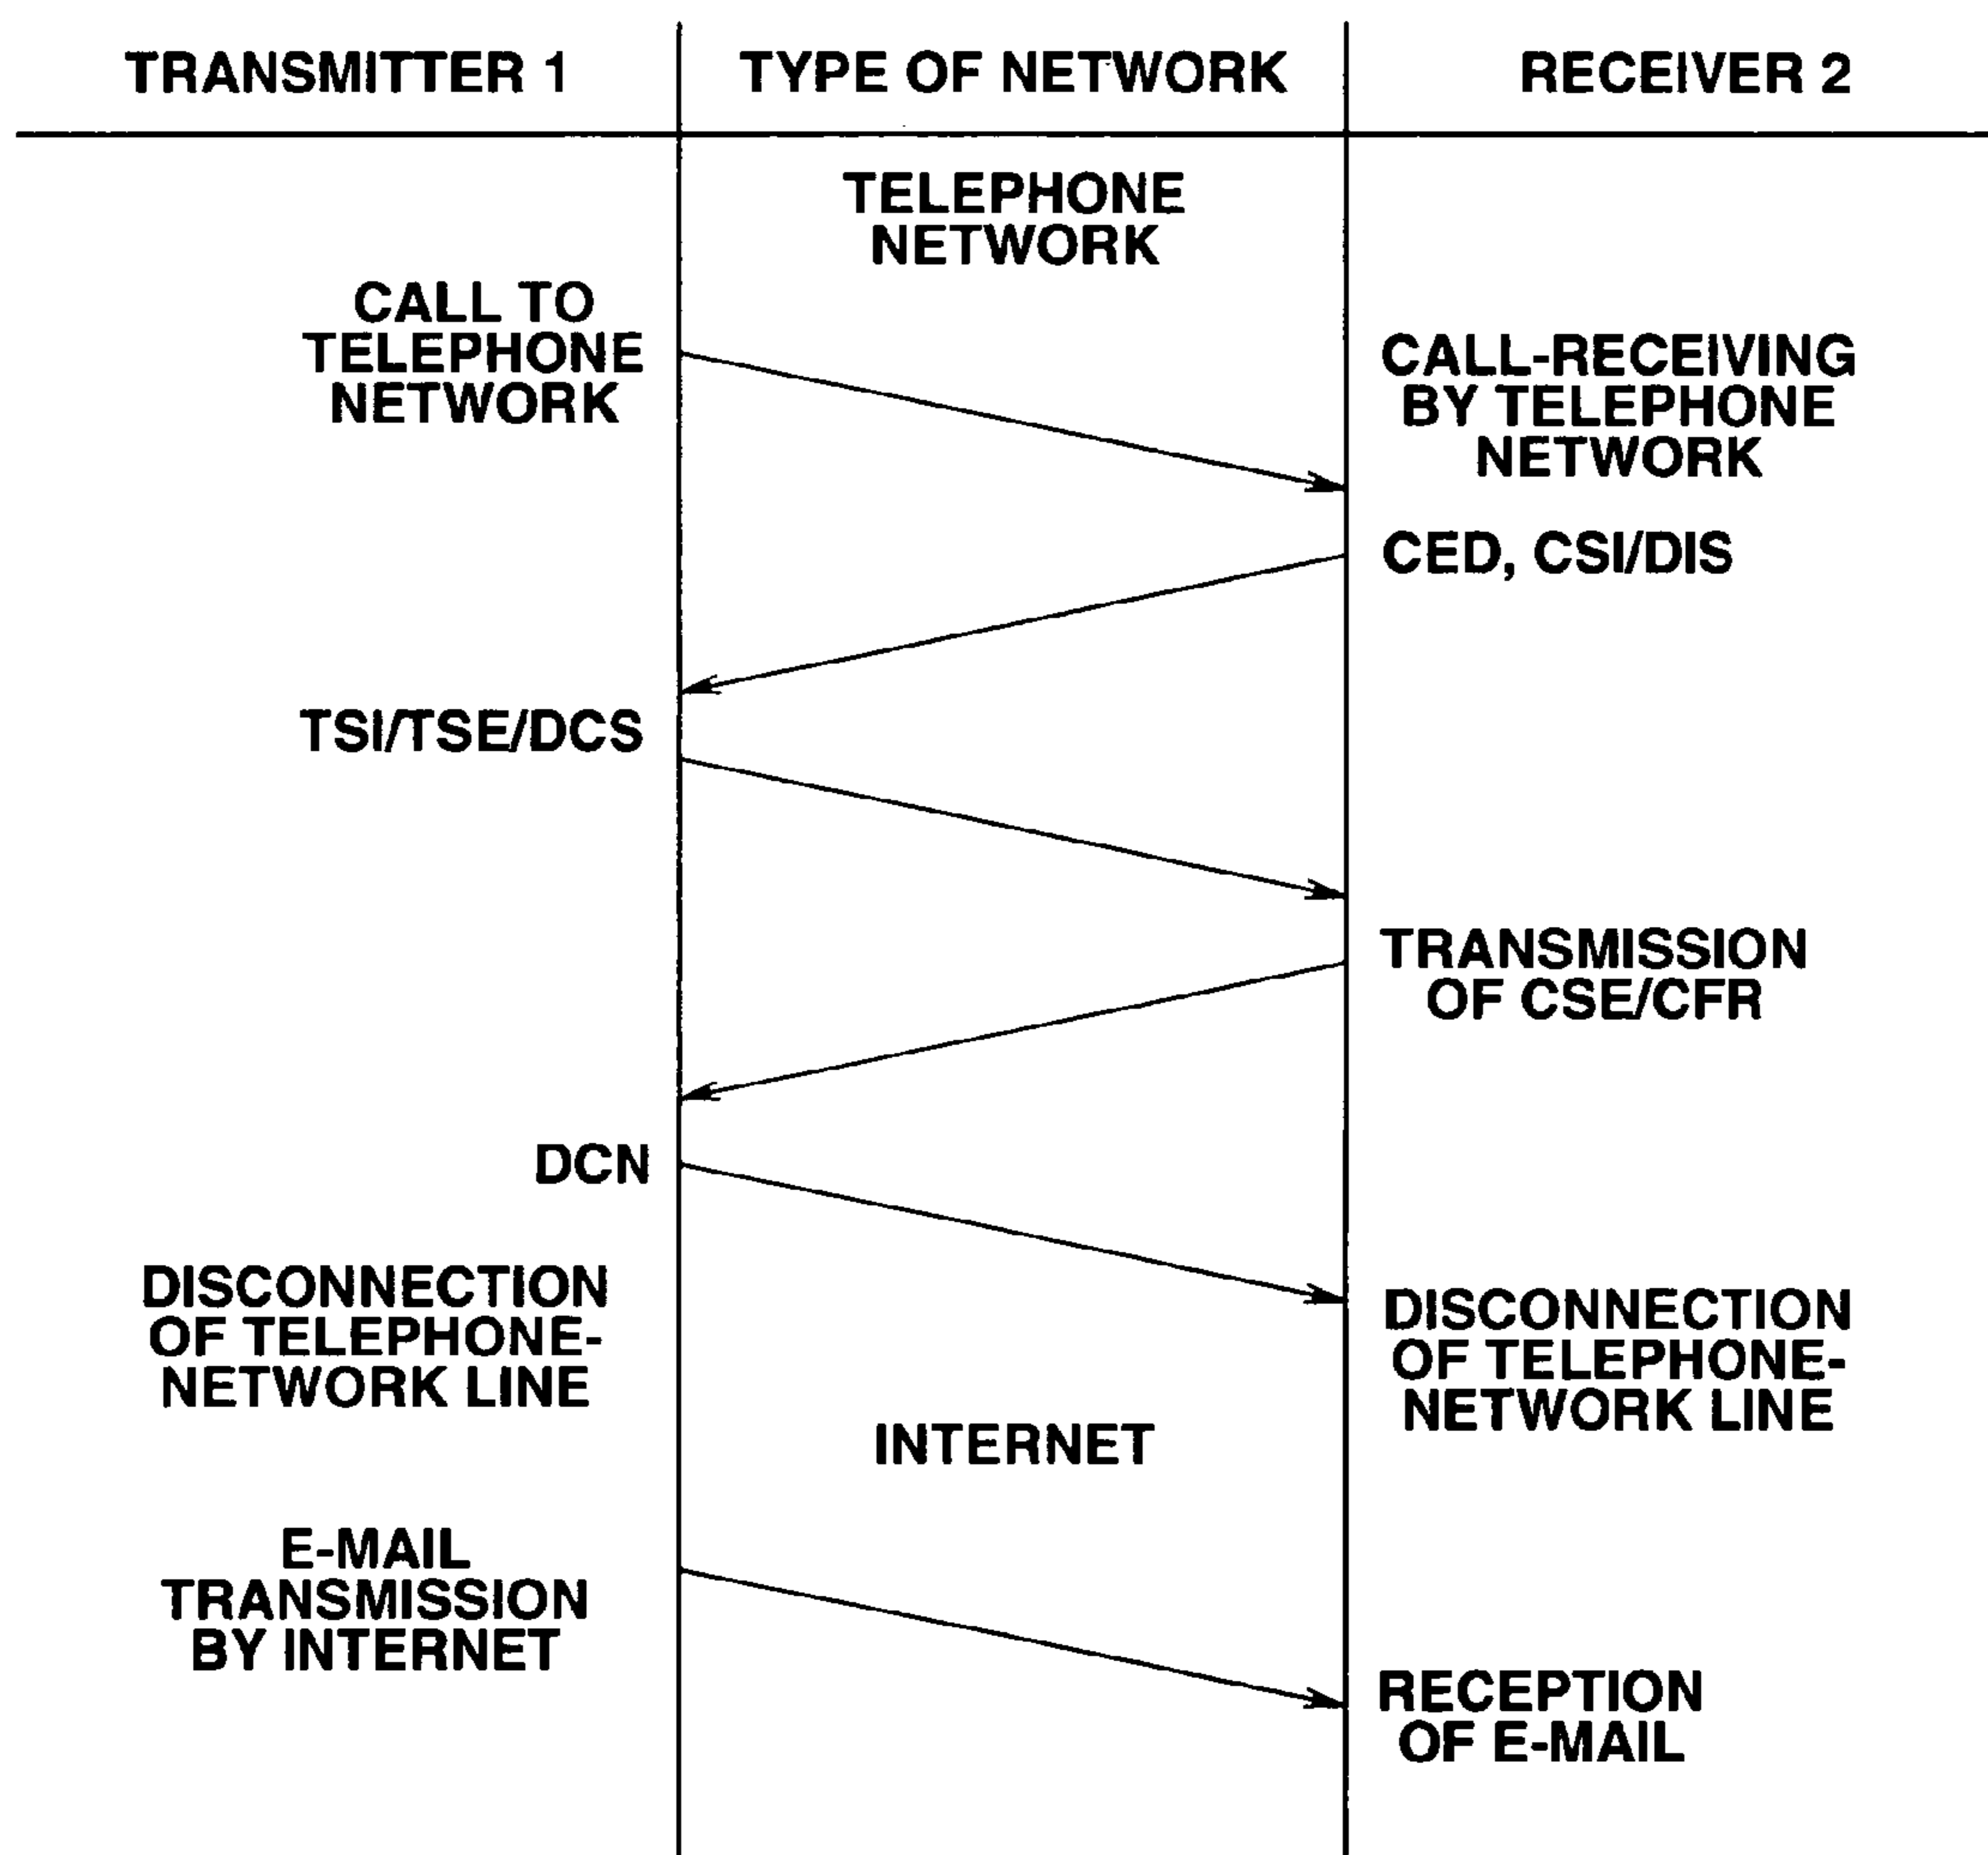 TRANSMITTER 1
TYPE OF NETWORK
RECEIVER 2
TELEPHONE
NETWORK
CALL TO
TELEPHONE
NETWORK
CALL-RECEIVING
BY TELEPHONE
NETWORK
CED, CSI/DIS
TSI/TSE/DCS
TRANSMISSION
OF CSE/CFR
DCN
DISCONNECTION
OF TELEPHONE-
NETWORK LINE
DISCONNECTION
OF TELEPHONE-
NETWORK LINE
INTERNET
E-MAIL
TRANSMISSION
BY INTERNET
RECEPTION
OF E-MAIL